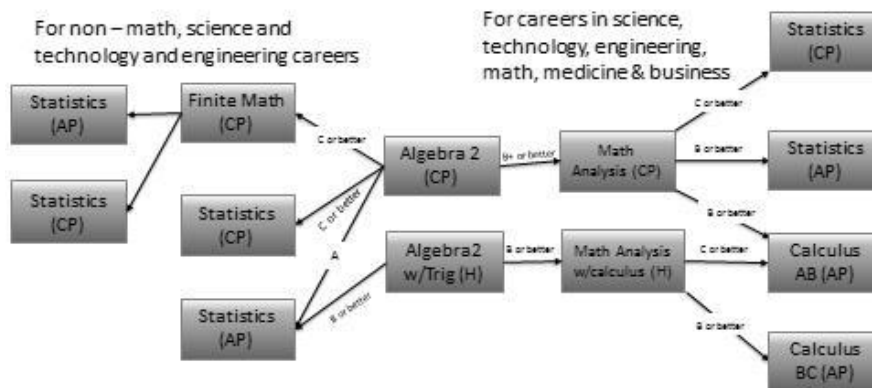 For non – math, science and
technology and engineering careers
For careers in science,
technology, engineering,
math, medicine & business
Statistics
(AP)
Finite Math
(CP)
Statistics
(CP)
Statistics
(CP)
Statistics
(AP)
C or better
C or better
A
B or better
Algebra 2
(CP)
Algebra2
w/Trig (H)
B+ or better
B or better
Math
Analysis (CP)
Math Analysis
w/calculus (H)
C or better
B or better
B or better
C or better
B or better
Statistics
(CP)
Statistics
(AP)
Calculus
AB (AP)
Calculus
BC (AP)